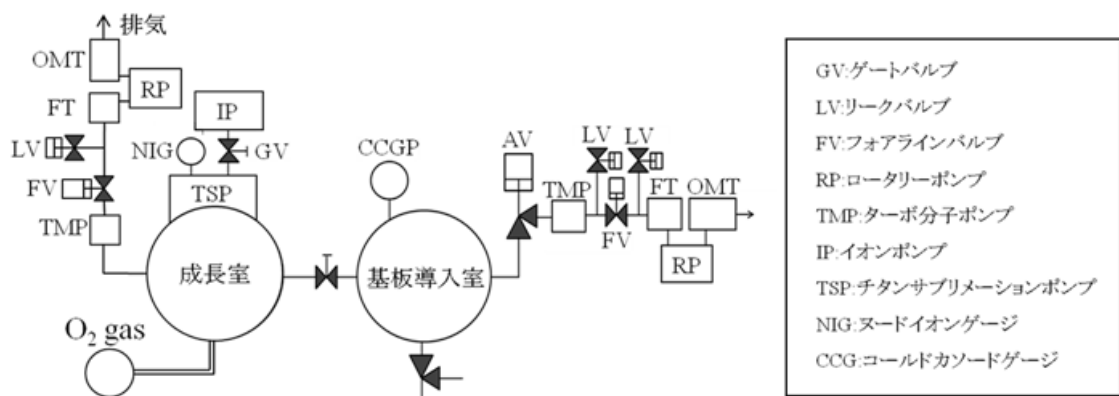 排気
OMT
RP
FT
IP
LV
NIG
GV
CCGP
AV
LV
LV
FV
TSP
TMP
FT
OMT
TMP
FV
RP
成長室
基板導入室
O₂ gas
GV:ゲートバルブ
LV:リークバルブ
FV:フォアラインバルブ
RP:ロータリーポンプ
TMP:ターボ分子ポンプ
IP:イオンポンプ
TSP:チタンサブリメーションポンプ
NIG:ヌードイオンゲージ
CCG:コールドカソードゲージ